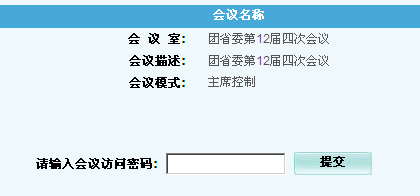 会议名称
会 议 室： 团省委第12届四次会议
会议描述： 团省委第12届四次会议
会议模式： 主席控制
请输入会议访问密码： 提交